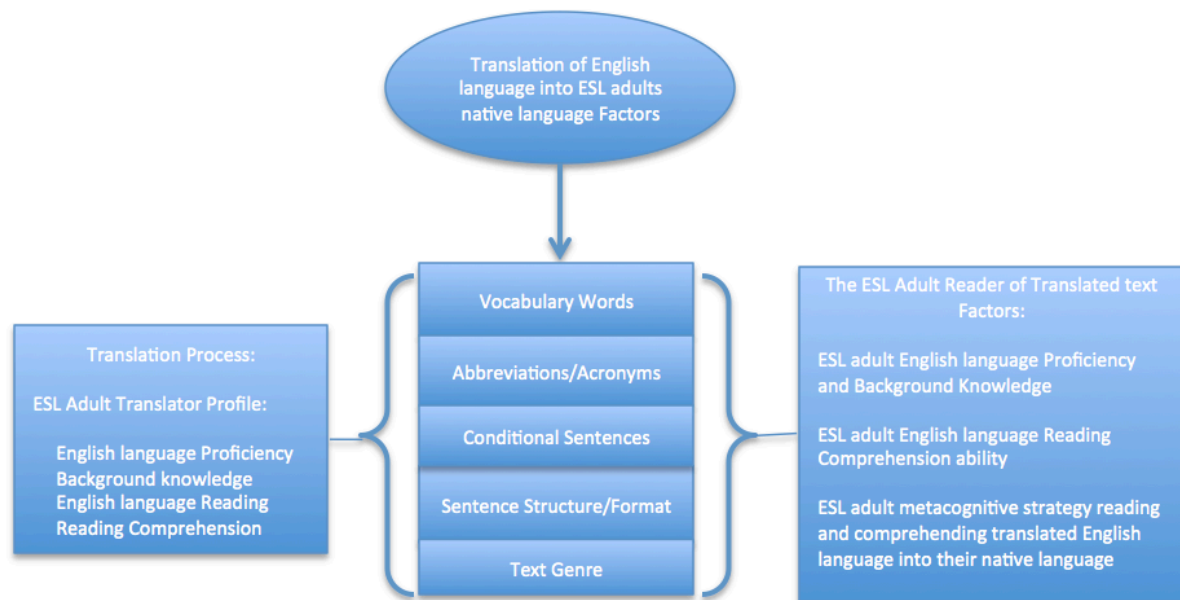 Translation of English
language into ESL adults
native language Factors
Translation Process:
ESL Adult Translator Profile:
English language Proficiency
Background knowledge
English language Reading
Reading Comprehension
Vocabulary Words
Abbreviations/Acronyms
Conditional Sentences
Sentence Structure/Format
Text Genre
The ESL Adult Reader of Translated text
Factors:
ESL adult English language Proficiency
and Background Knowledge
ESL adult English language Reading
Comprehension ability
ESL adult metacognitive strategy reading
and comprehending translated English
language into their native language